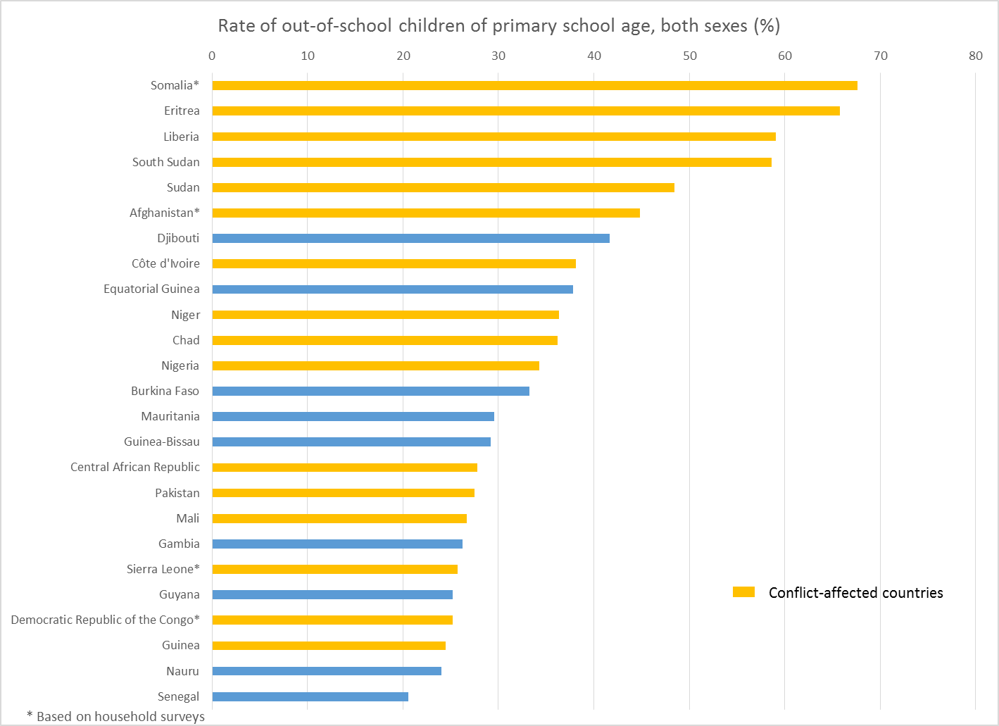 Rate of out-of-school children of primary school age, both sexes (%)
0 10 20 30 40 50 60 70 80
Somalia*
Eritrea
Liberia
South Sudan
Sudan
Afghanistan*
Djibouti
Côte d'Ivoire
Equatorial Guinea
Niger
Chad
Nigeria
Burkina Faso
Mauritania
Guinea-Bissau
Central African Republic
Pakistan
Mali
Gambia
Sierra Leone*
Guyana
Conflict-affected countries
Democratic Republic of the Congo*
Guinea
Nauru
Senegal
* Based on household surveys